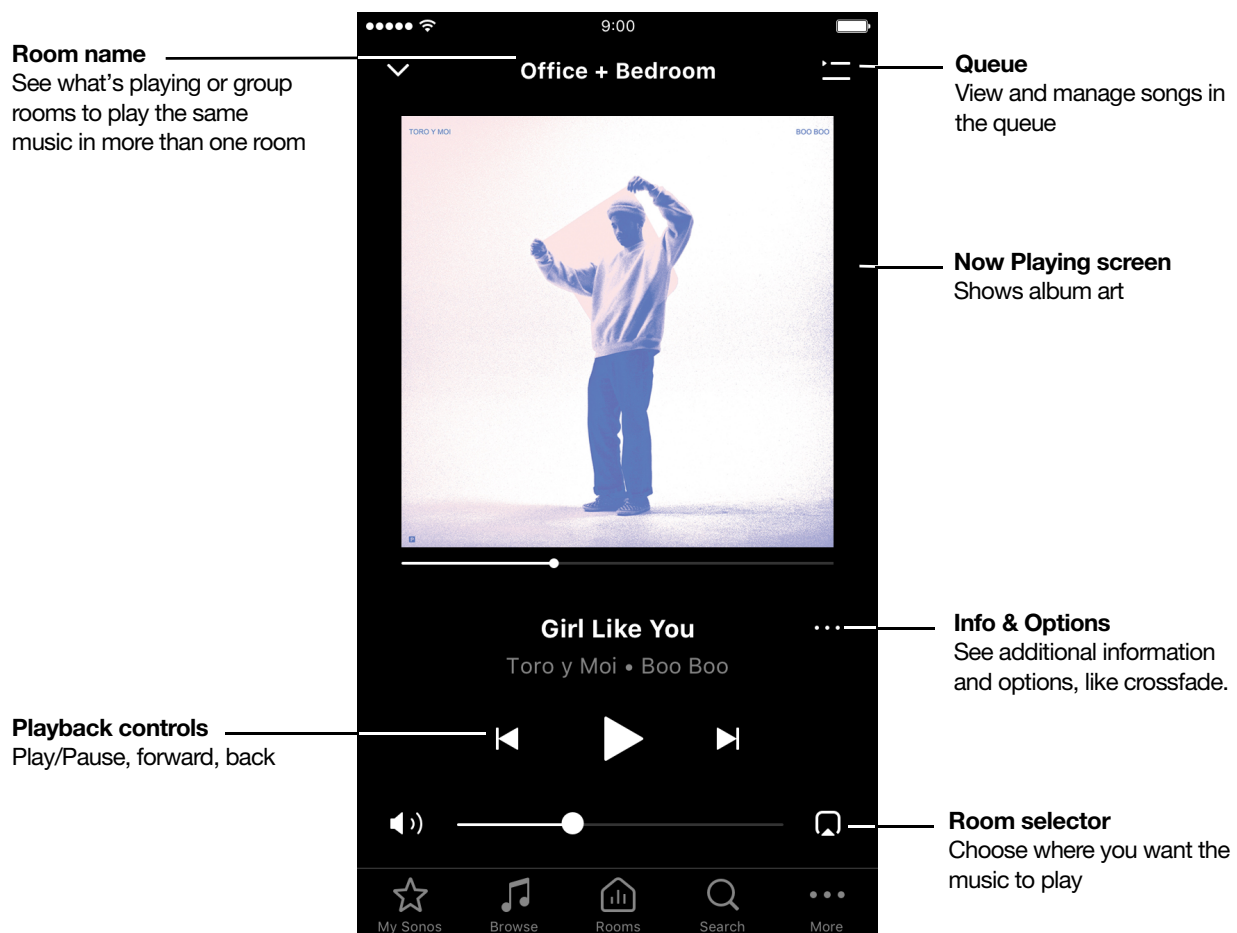 9:00
Room name
See what's playing or group
rooms to play the same
music in more than one room
Office + Bedroom
Queue
View and manage songs in
the queue
TORO Y MOI
BOO BOO
Now Playing screen
Shows album art
Girl Like You
Toro y Moi • Boo Boo
Info & Options
See additional information
and options, like crossfade.
Playback controls
Play/Pause, forward, back
Room selector
Choose where you want the
music to play
My Sonos
Browse
Rooms
Search
More